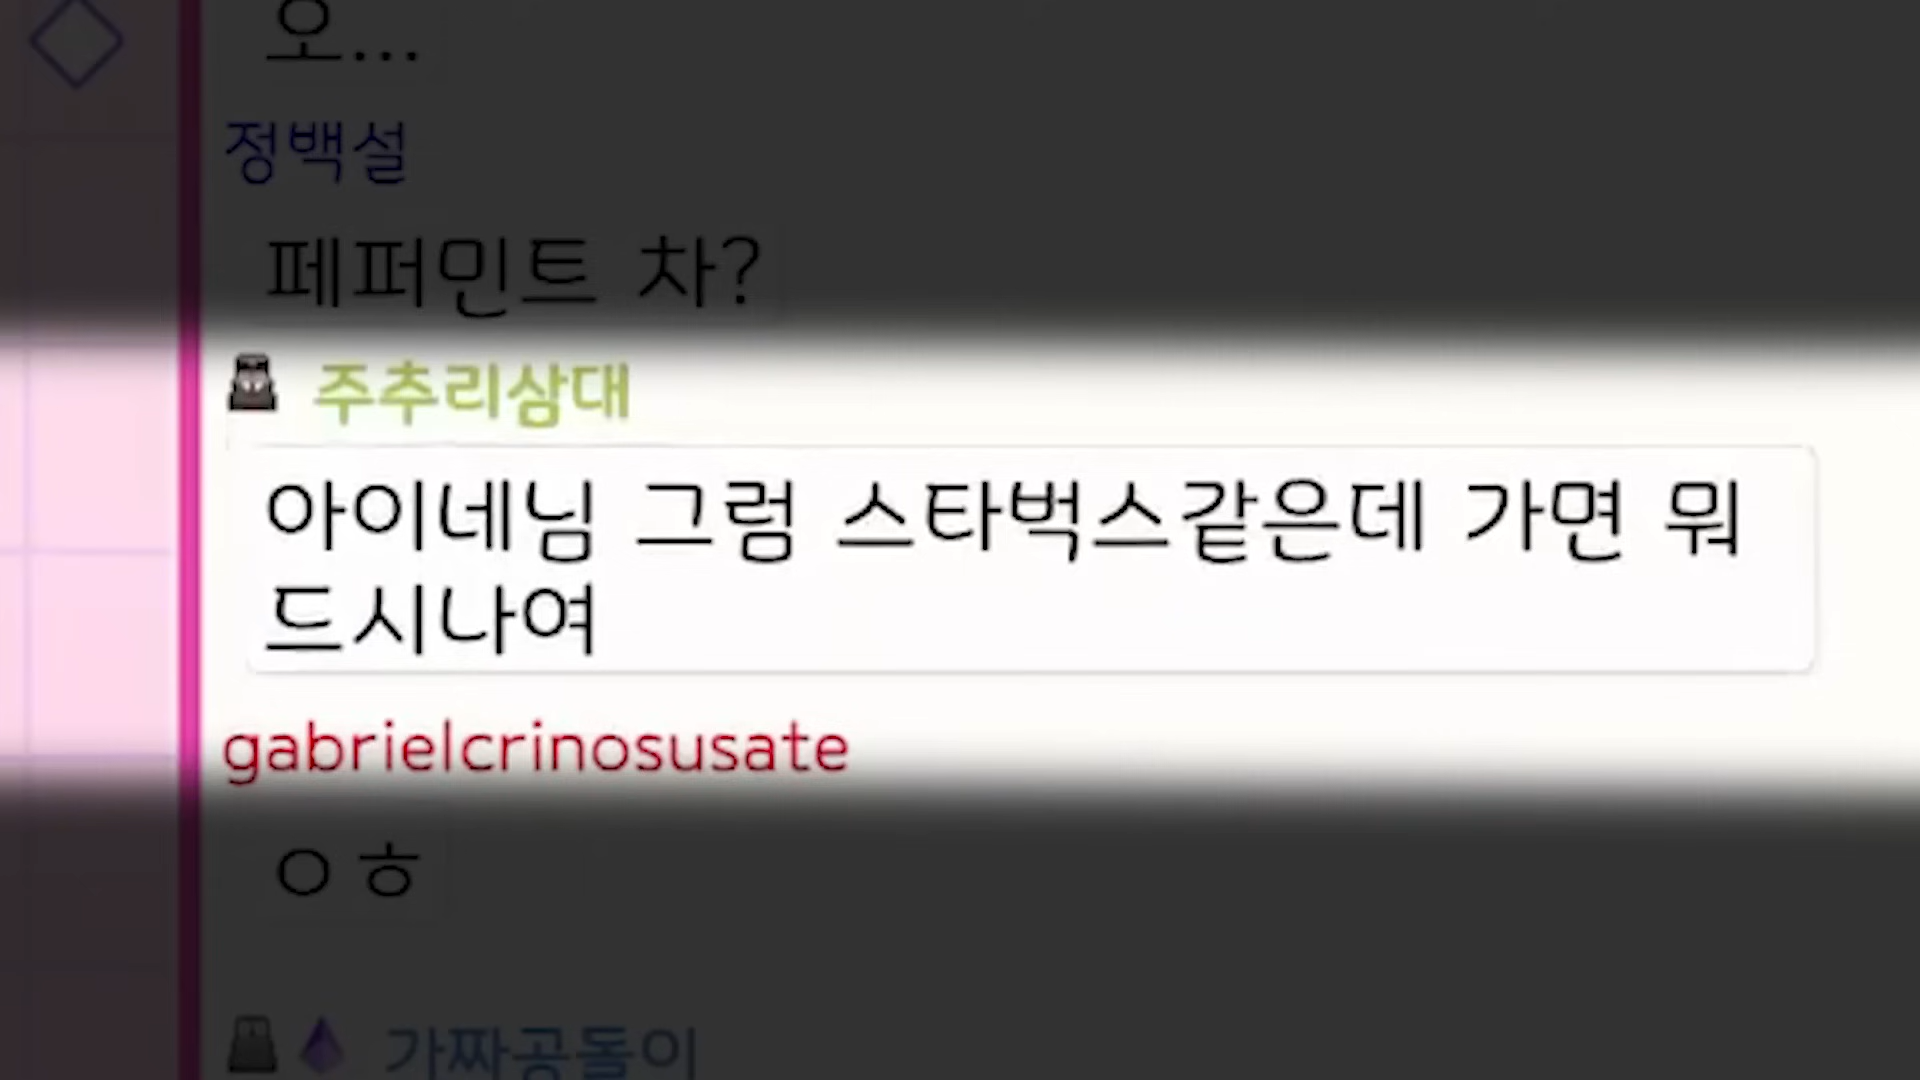 오...
정백설
페퍼민트 차?
주추리삼대
아이네님 그럼 스타벅스같은데 가면 뭐
드시나여
gabrielcrinosusate
ㅇㅎ
가짜공돌이